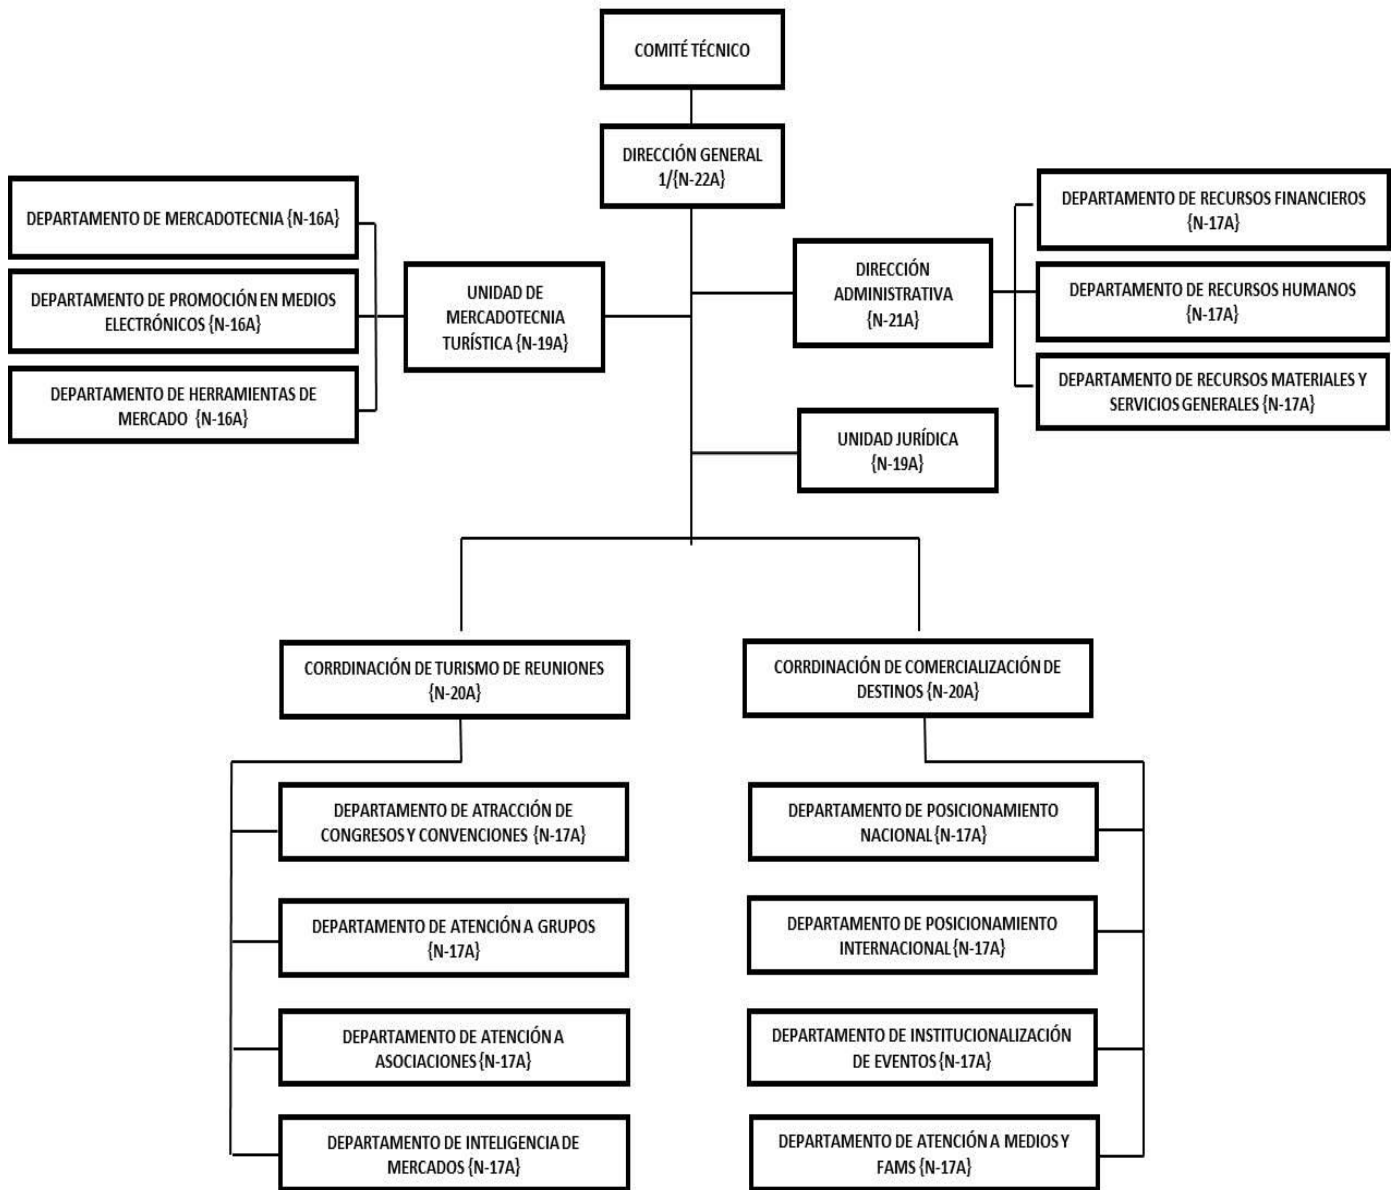 COMITÉ TÉCNICO
DIRECCIÓN GENERAL
1/{N-22A}
DEPARTAMENTO DE MERCADOTECNIA {N-16A}
DEPARTAMENTO DE PROMOCIÓN EN MEDIOS
ELECTRÓNICOS {N-16A}
DEPARTAMENTO DE HERRAMIENTAS DE
MERCADO {N-16A}
UNIDAD DE
MERCADOTECNIA
TURÍSTICA {N-19A}
DIRECCIÓN
ADMINISTRATIVA
{N-21A}
DEPARTAMENTO DE RECURSOS FINANCIEROS
{N-17A}
DEPARTAMENTO DE RECURSOS HUMANOS
{N-17A}
DEPARTAMENTO DE RECURSOS MATERIALES Y
SERVICIOS GENERALES {N-17A}
UNIDAD JURÍDICA
{N-19A}
CORRDINACIÓN DE TURISMO DE REUNIONES
{N-20A}
DEPARTAMENTO DE ATRACCIÓN DE
CONGRESOS Y CONVENCIONES {N-17A}
DEPARTAMENTO DE ATENCIÓN A GRUPOS
{N-17A}
DEPARTAMENTO DE ATENCIÓN A
ASOCIACIONES {N-17A}
DEPARTAMENTO DE INTELIGENCIA DE
MERCADOS {N-17A}
CORRDINACIÓN DE COMERCIALIZACIÓN DE
DESTINOS {N-20A}
DEPARTAMENTO DE POSICIONAMIENTO
NACIONAL {N-17A}
DEPARTAMENTO DE POSICIONAMIENTO
INTERNACIONAL {N-17A}
DEPARTAMENTO DE INSTITUCIONALIZACIÓN
DE EVENTOS {N-17A}
DEPARTAMENTO DE ATENCIÓN A MEDIOS Y
FAMS {N-17A}